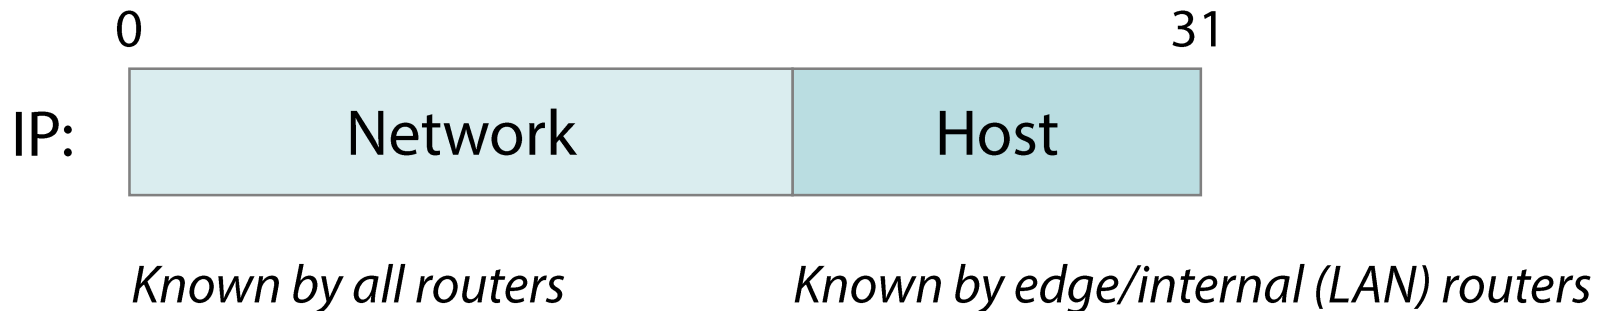 0 31
IP: Network Host
Known by all routers Known by edge/internal (LAN) routers